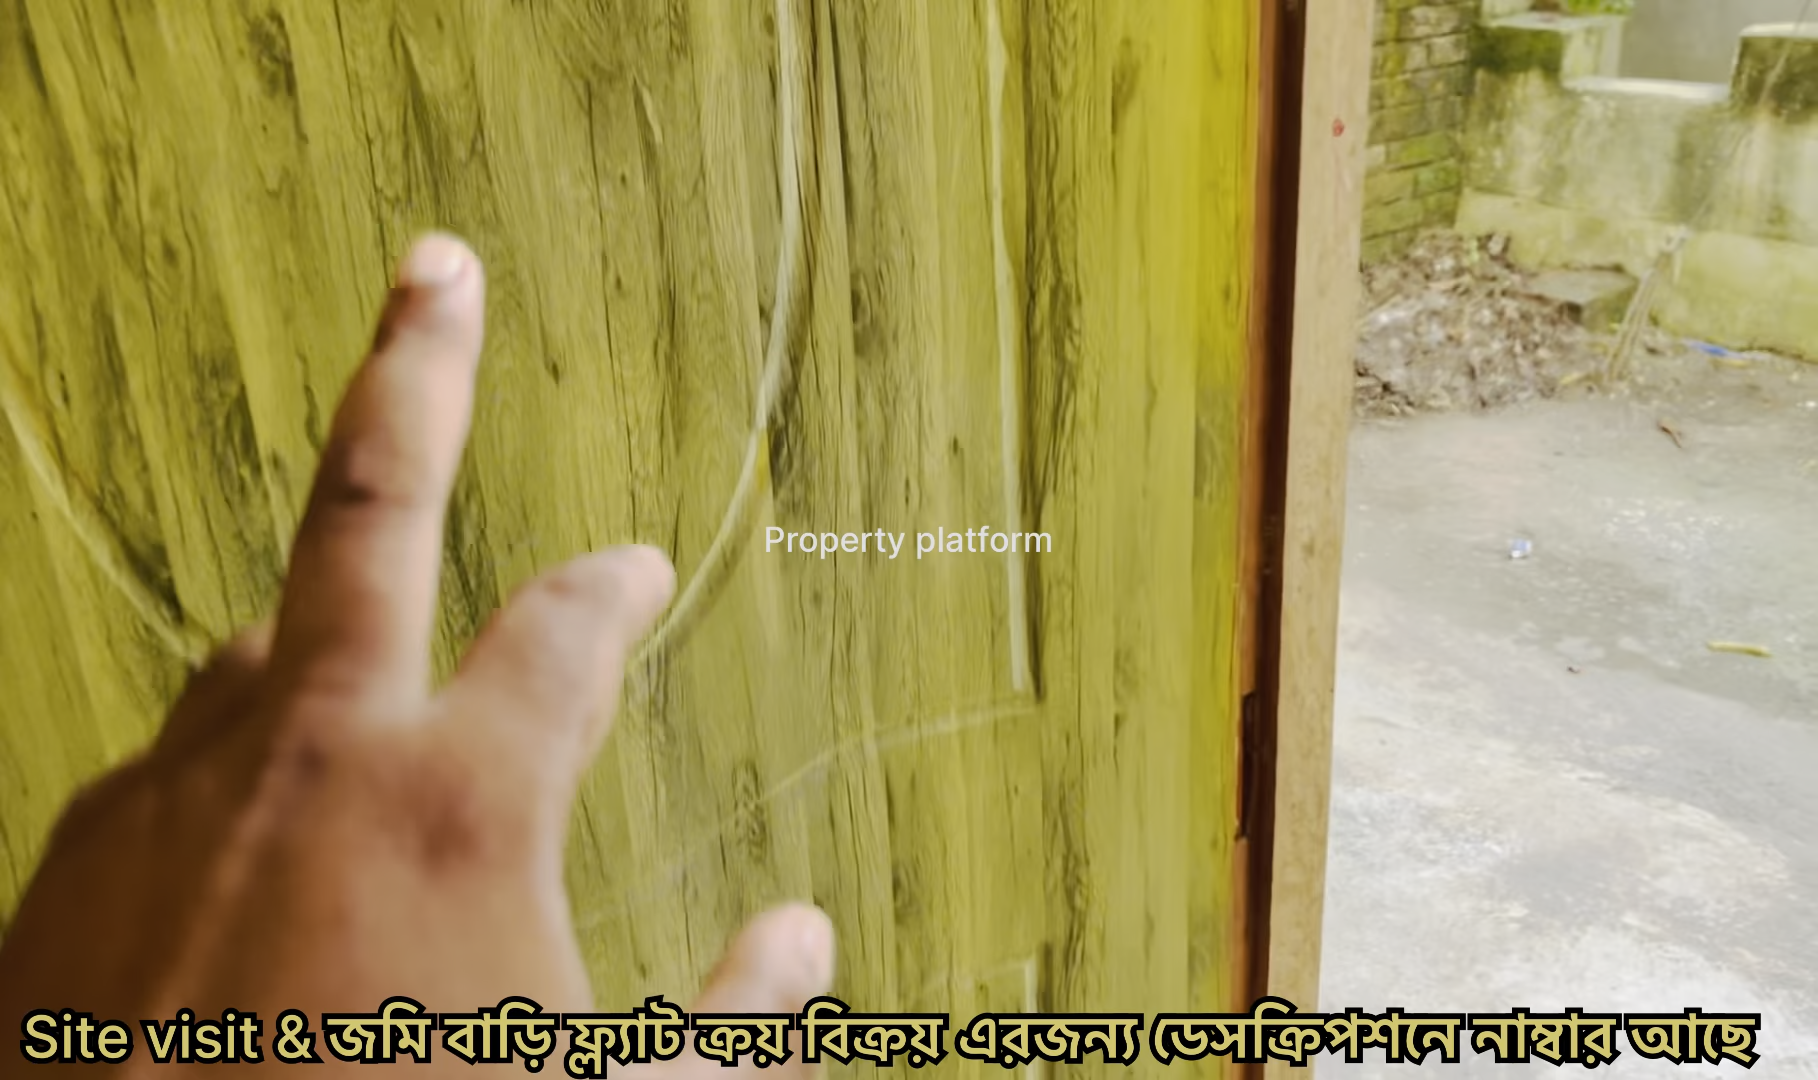 Property platform
Site visit & জমি বাড়ি ফ্ল্যাট ক্রয় বিক্রয় এরজন্য ডেসক্রিপশনে নাম্বার আছে